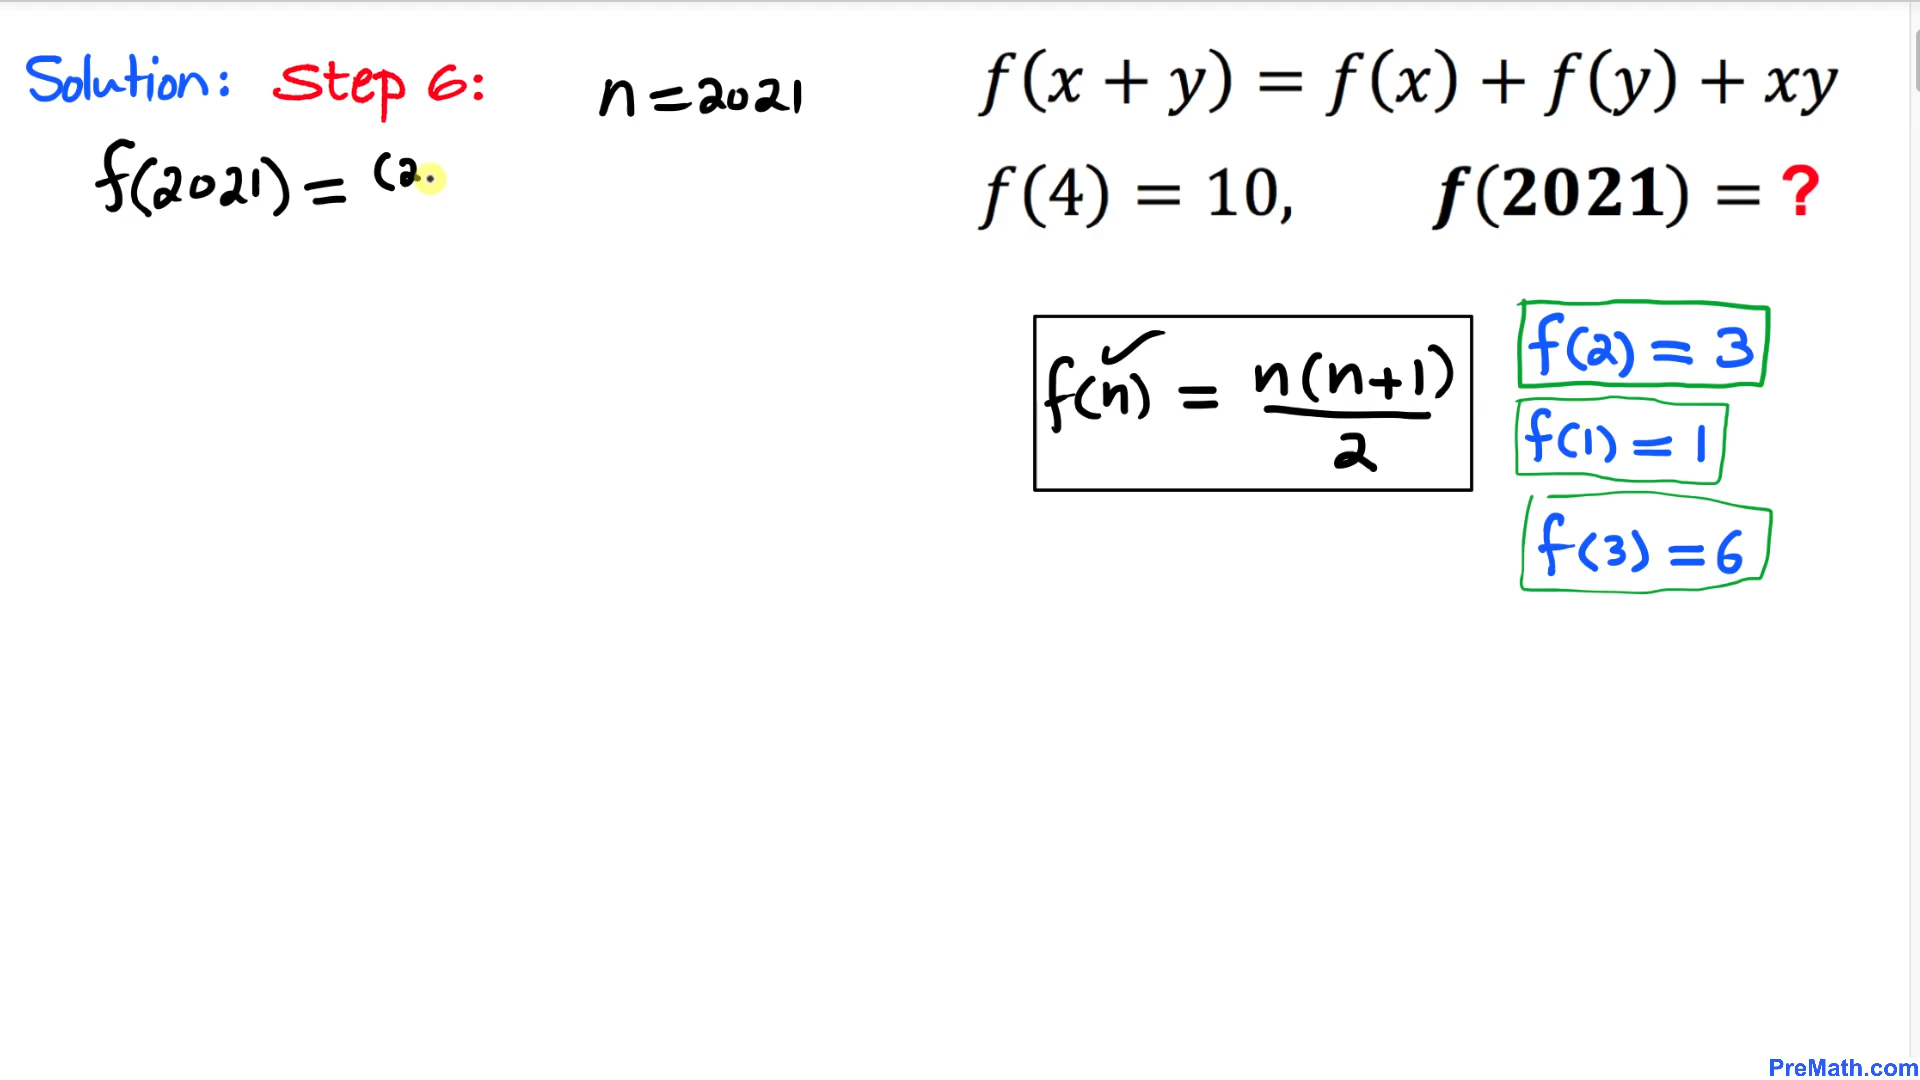 Solution: Step 6: n=2021
f(2021) = (2
f(x + y) = f(x) + f(y) + xy
f(4) = 10, f(2021) = ?
f(n) = n(n+1)/2
f(2) = 3
f(1) = 1
f(3) = 6
PreMath.com